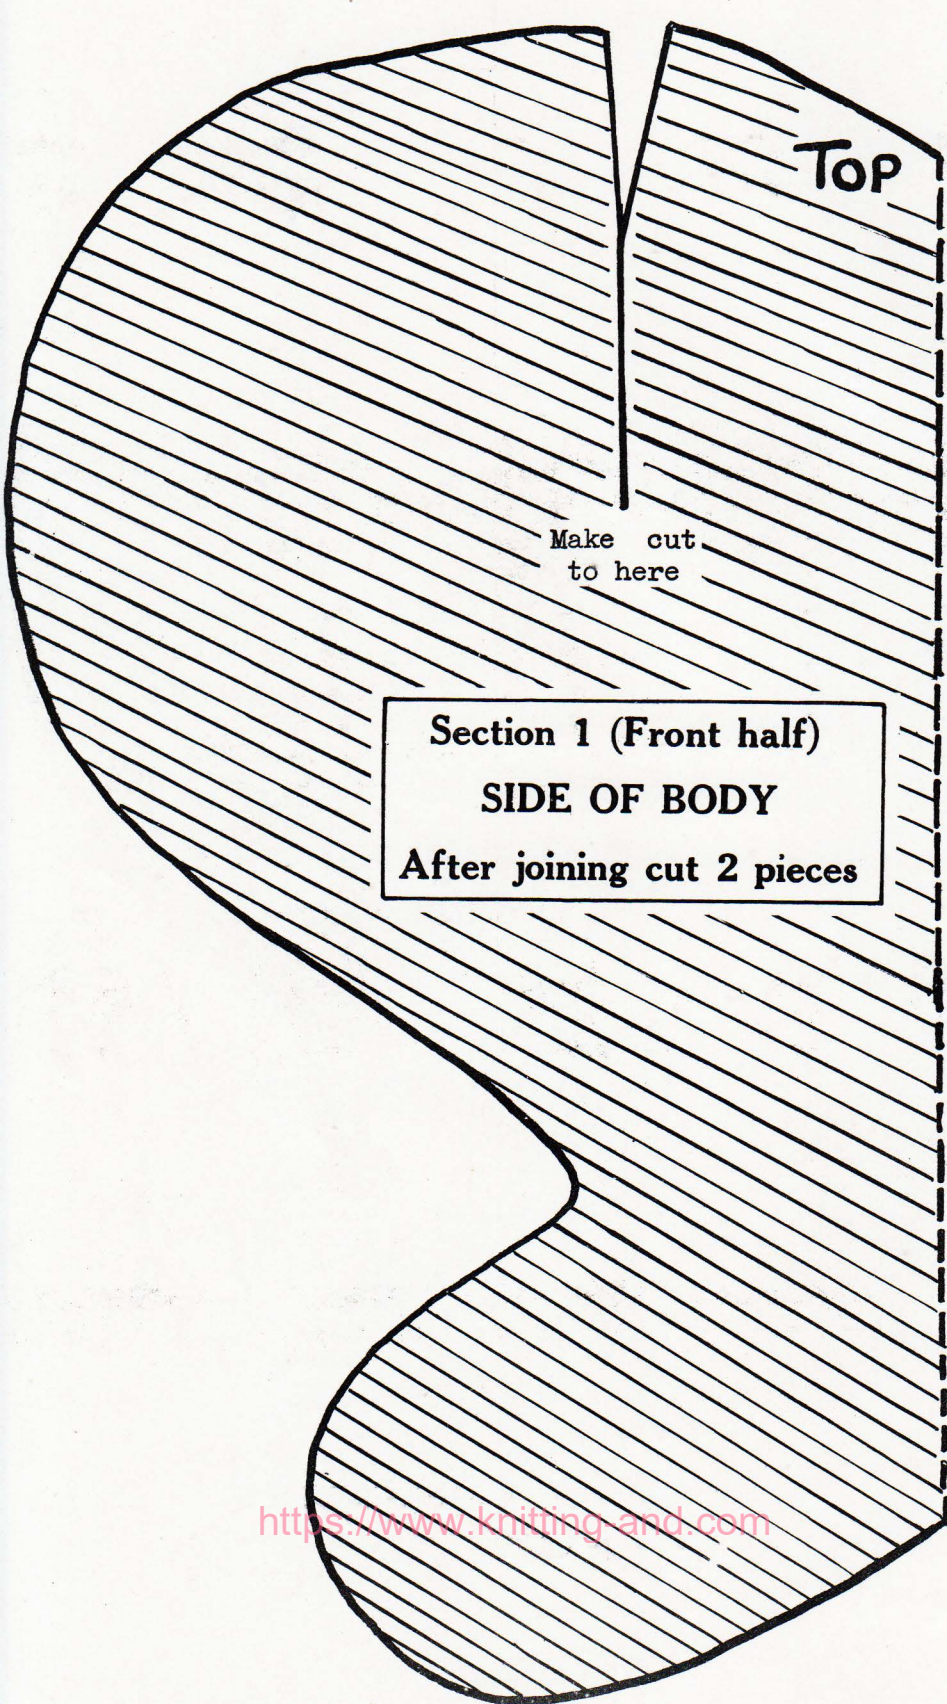 TOP
Make cut
to here
Section 1 (Front half)
SIDE OF BODY
After joining cut 2 pieces
https://www.knitting-and.com